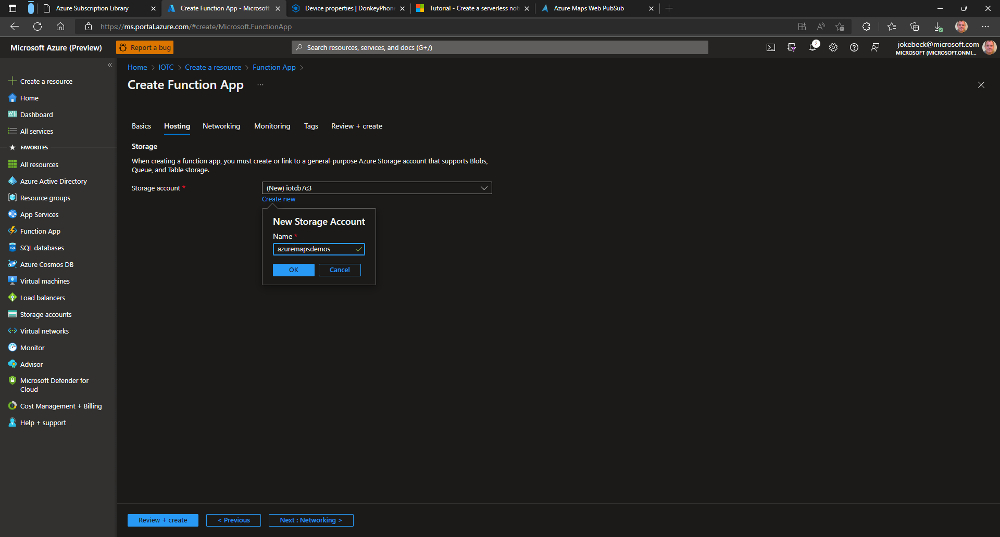 Azure Subscription Library
Create Function App - Microsoft
Device properties | DonkeyPhone
Tutorial - Create a serverless not
Azure Maps Web PubSub
https://ms.portal.azure.com/#create/Microsoft.FunctionApp
Microsoft Azure (Preview)
Report a bug
Search resources, services, and docs (G+/)
2
jokebeck@microsoft.com
MICROSOFT (MICROSOFT.ONMI...
Home > IOTC > Create a resource > Function App >
Create Function App
...
Create a resource
Home
Dashboard
All services
FAVORITES
All resources
Azure Active Directory
Resource groups
App Services
Function App
SQL databases
Azure Cosmos DB
Virtual machines
Load balancers
Storage accounts
Virtual networks
Monitor
Advisor
Microsoft Defender for
Cloud
Cost Management + Billing
Help + support
Basics
Hosting
Networking
Monitoring
Tags
Review + create
Storage
When creating a function app, you must create or link to a general-purpose Azure Storage account that supports Blobs,
Queue, and Table storage.
Storage account *
(New) iotcb7c3
Create new
New Storage Account
Name *
azuremapsdemos
OK
Cancel
Review + create
< Previous
Next : Networking >